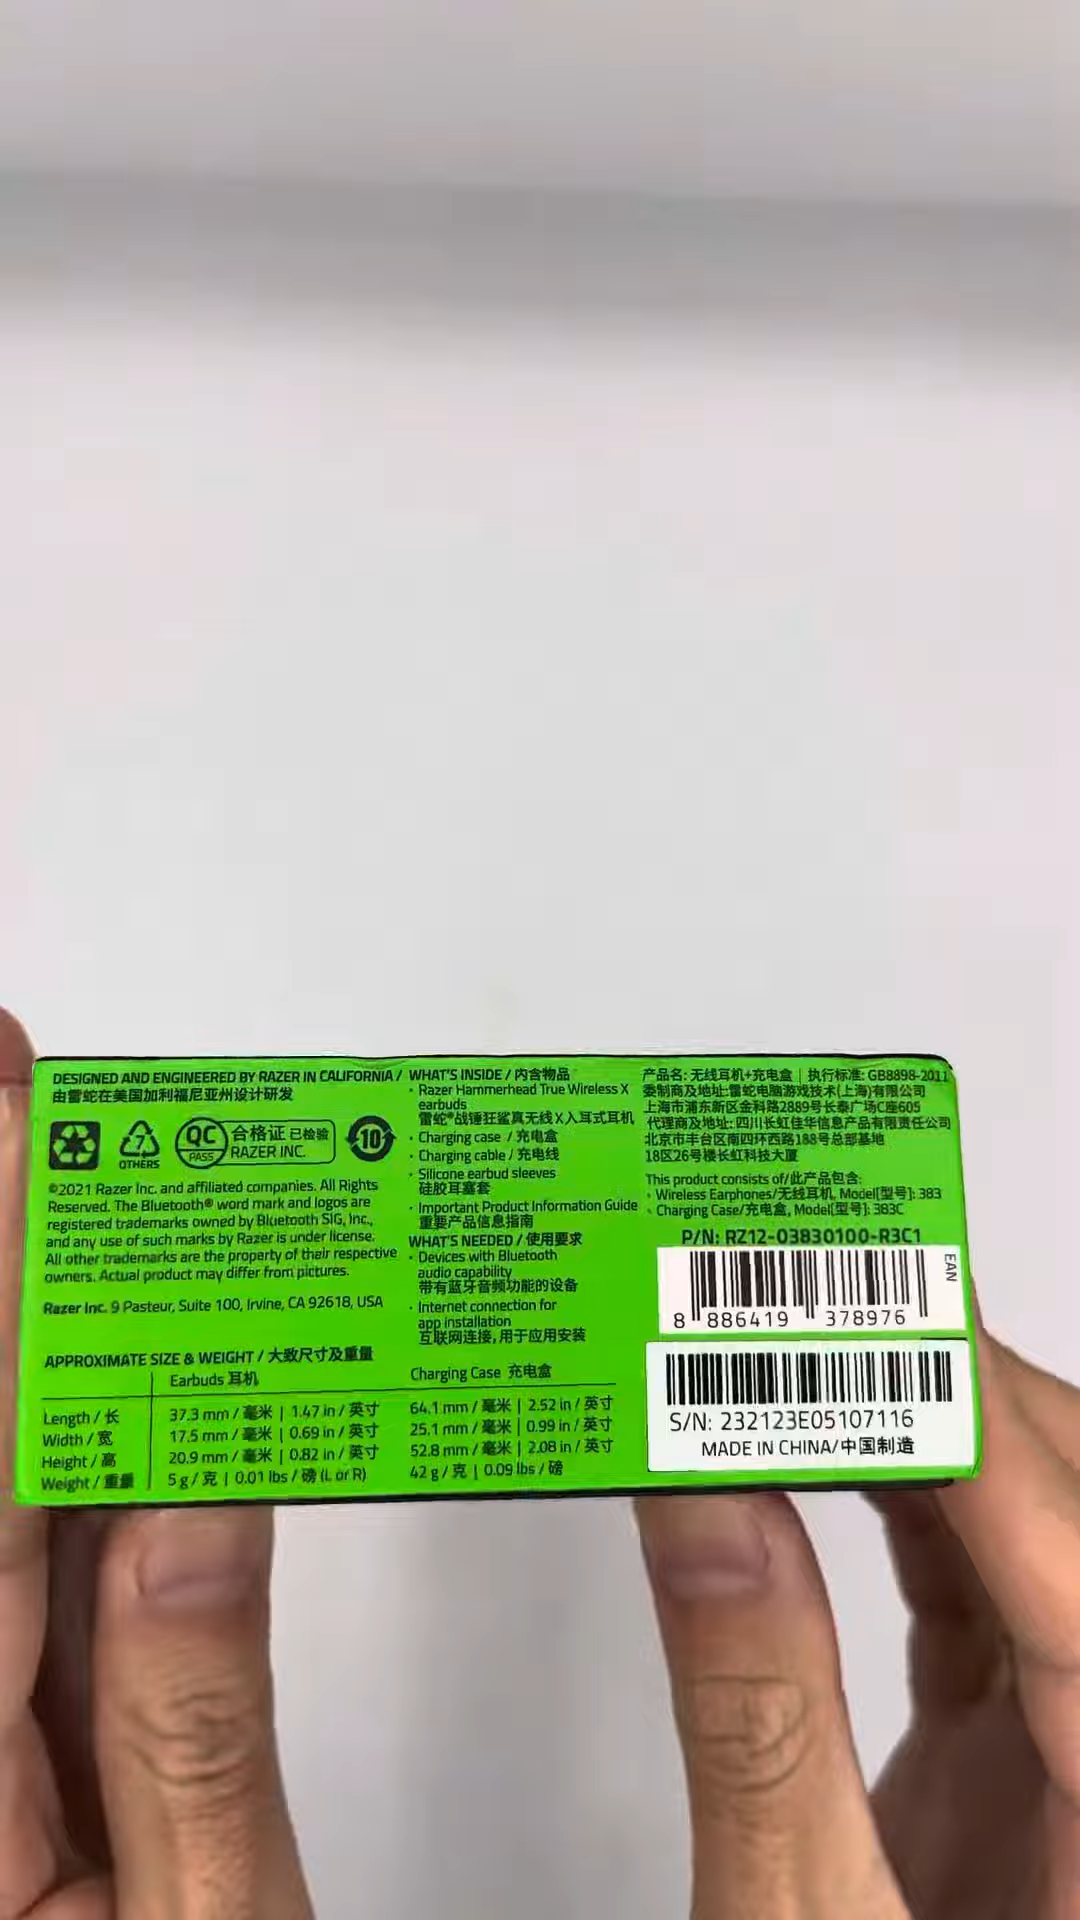 DESIGNED AND ENGINEERED BY RAZER IN CALIFORNIA /
由雷蛇在美国加利福尼亚州设计研发
7
OTHERS
QC
PASS
合格证 已检验
RAZER INC.
10
©2021 Razer Inc. and affiliated companies. All Rights
Reserved. The Bluetooth® word mark and logos are
registered trademarks owned by Bluetooth SIG, Inc.,
and any use of such marks by Razer is under license.
All other trademarks are the property of their respective
owners. Actual product may differ from pictures.
Razer Inc. 9 Pasteur, Suite 100, Irvine, CA 92618, USA
WHAT'S INSIDE / 内含物品
· Razer Hammerhead True Wireless X
earbuds
雷蛇®战锤狂鲨真无线X入耳式耳机
· Charging case / 充电盒
· Charging cable / 充电线
· Silicone earbud sleeves
硅胶耳塞套
· Important Product Information Guide
重要产品信息指南
WHAT'S NEEDED / 使用要求
· Devices with Bluetooth
audio capability
带有蓝牙音频功能的设备
· Internet connection for
app installation
互联网连接, 用于应用安装
APPROXIMATE SIZE & WEIGHT / 大致尺寸及重量
Earbuds 耳机 Charging Case 充电盒
Length / 长 37.3 mm / 毫米 | 1.47 in / 英寸 64.1 mm / 毫米 | 2.52 in / 英寸
Width / 宽 17.5 mm / 毫米 | 0.69 in / 英寸 25.1 mm / 毫米 | 0.99 in / 英寸
Height / 高 20.9 mm / 毫米 | 0.82 in / 英寸 52.8 mm / 毫米 | 2.08 in / 英寸
Weight / 重量 5 g / 克 | 0.01 lbs / 磅 (L or R) 42 g / 克 | 0.09 lbs / 磅
产品名: 无线耳机+充电盒 | 执行标准: GB8898-2011
委制商及地址:雷蛇电脑游戏技术(上海)有限公司
上海市浦东新区金科路2889号长泰广场C座605
代理商及地址: 四川长虹佳华信息产品有限责任公司
北京市丰台区南四环西路188号总部基地
18区26号楼长虹科技大厦
This product consists of/此产品包含:
· Wireless Earphones/无线耳机, Model[型号]: 383
· Charging Case/充电盒, Model[型号]: 383C
P/N: RZ12-03830100-R3C1
EAN
8 886419 378976
S/N: 232123E05107116
MADE IN CHINA/中国制造